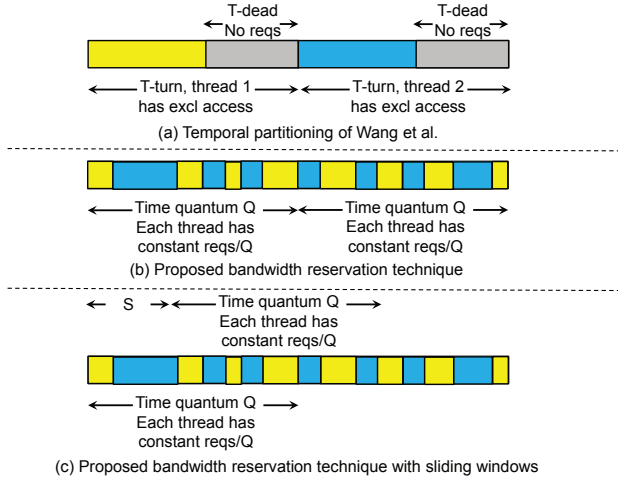 T-dead
No reqs
T-dead
No reqs
T-turn, thread 1
has excl access
T-turn, thread 2
has excl access
(a) Temporal partitioning of Wang et al.
Time quantum Q
Each thread has
constant reqs/Q
Time quantum Q
Each thread has
constant reqs/Q
(b) Proposed bandwidth reservation technique
S
Time quantum Q
Each thread has
constant reqs/Q
Time quantum Q
Each thread has
constant reqs/Q
(c) Proposed bandwidth reservation technique with sliding windows